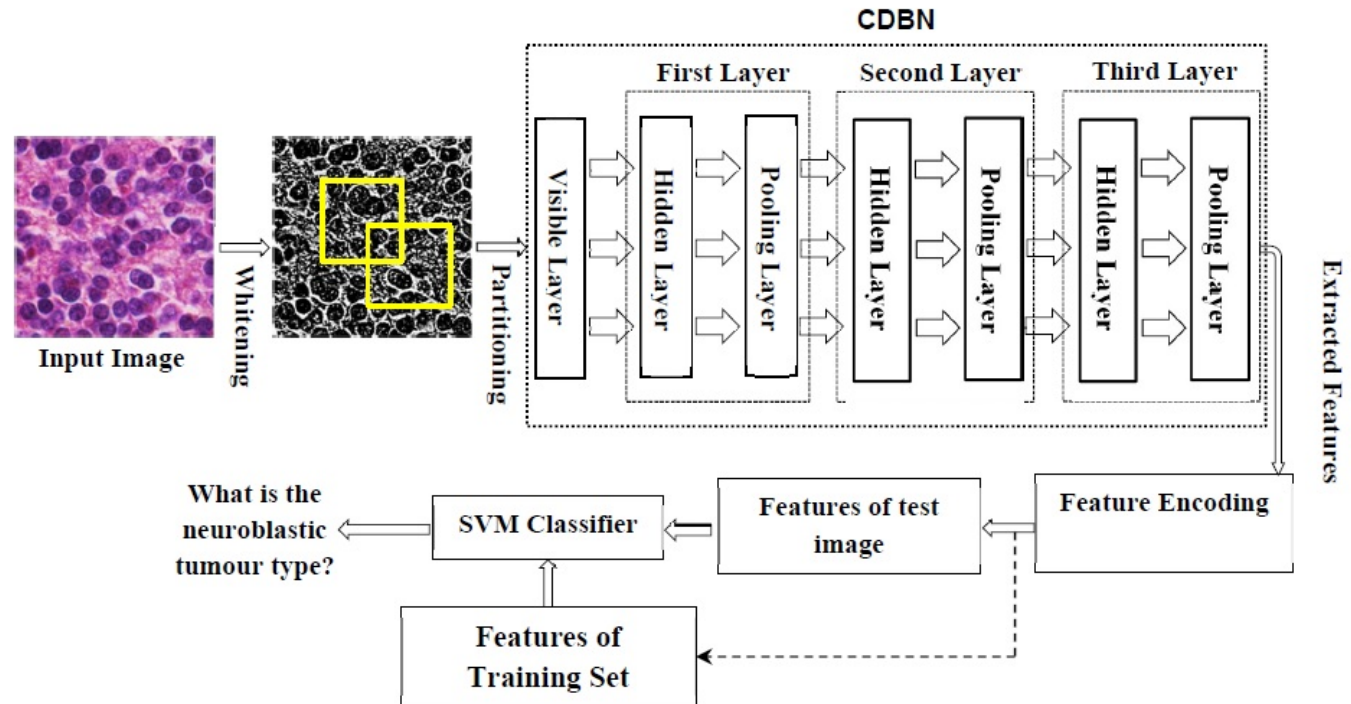 CDBN
First Layer
Second Layer
Third Layer
Input Image
Whitening
Partitioning
Visible Layer
Hidden Layer
Pooling Layer
Hidden Layer
Pooling Layer
Hidden Layer
Pooling Layer
Extracted Features
Feature Encoding
Features of test
image
SVM Classifier
What is the
neuroblastic
tumour type?
Features of
Training Set